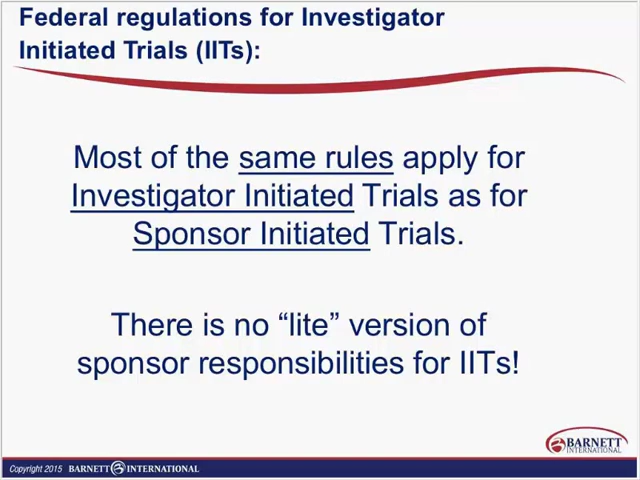 Federal regulations for Investigator
Initiated Trials (IITs):
Most of the same rules apply for
Investigator Initiated Trials as for
Sponsor Initiated Trials.
There is no “lite” version of
sponsor responsibilities for IITs!
BARNETT
INTERNATIONAL
Copyright 2015 BARNETT INTERNATIONAL